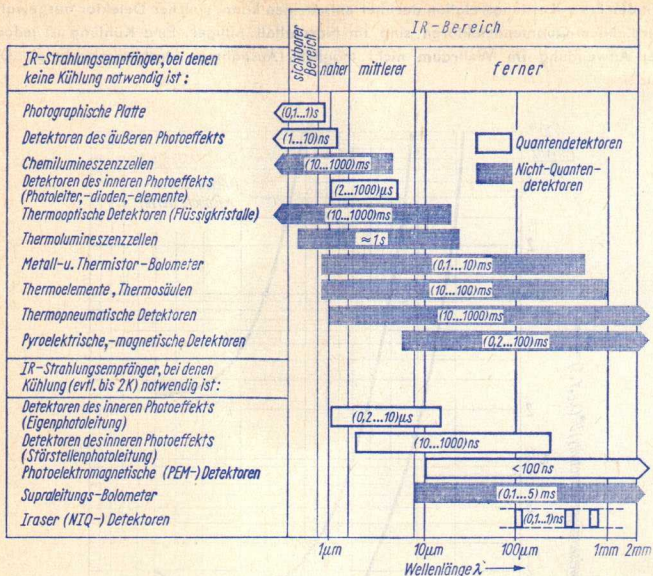 IR-Bereich
sichtbarer
Bereich
naher
mittlerer
ferner
IR-Strahlungsempfänger, bei denen
keine Kühlung notwendig ist :
Photographische Platte
(0,1...1)s
Detektoren des äußeren Photoeffekts
(1...10)ns
Quantendetektoren
Chemilumineszenzzellen
(10...1000)ms
Nicht-Quanten-
detektoren
Detektoren des inneren Photoeffekts
(Photoleiter,-dioden,-elemente)
(2...1000)µs
Thermooptische Detektoren (Flüssigkristalle)
(10...1000)ms
Thermolumineszenzzellen
≈1s
Metall-u. Thermistor-Bolometer
(0,1...10)ms
Thermoelemente, Thermosäulen
(10...100)ms
Thermopneumatische Detektoren
(10...1000)ms
Pyroelektrische,-magnetische Detektoren
(0,2...100)ms
IR-Strahlungsempfänger, bei denen
Kühlung (evtl. bis 2K) notwendig ist:
Detektoren des inneren Photoeffekts
(Eigenphotoleitung)
(0,2...10)µs
Detektoren des inneren Photoeffekts
(Störstellenphotoleitung)
(10...1000)ns
Photoelektromagnetische (PEM-) Detektoren
<100 ns
Supraleitungs-Bolometer
(0,1...5) ms
Iraser (NIQ-) Detektoren
(0,1...1)ns
1µm
10µm
100µm
1mm
2mm
Wellenlänge λ